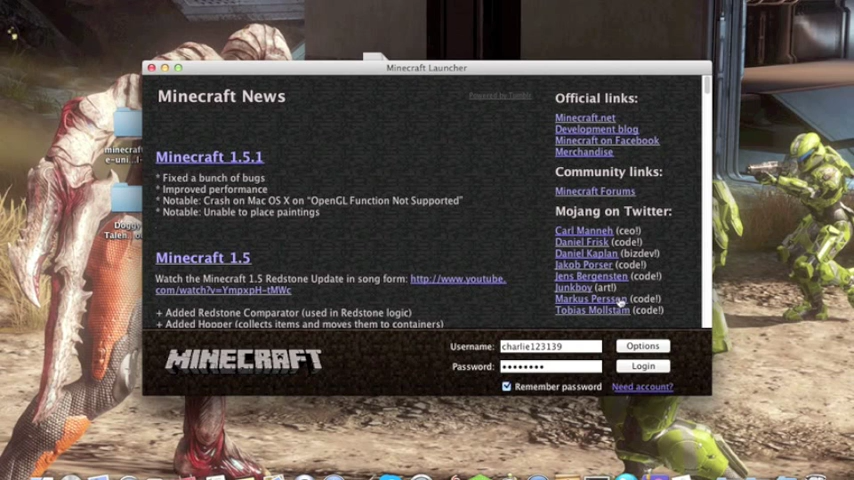 Minecraft Launcher
Minecraft News
Powered by Tumblr
Minecraft 1.5.1
* Fixed a bunch of bugs
* Improved performance
* Notable: Crash on Mac OS X on "OpenGL Function Not Supported"
* Notable: Unable to place paintings
Minecraft 1.5
Watch the Minecraft 1.5 Redstone Update in song form: http://www.youtube.
com/watch?v=YmpxpH-tMWc
+ Added Redstone Comparator (used in Redstone logic)
+ Added Hopper (collects items and moves them to containers)
Official links:
Minecraft.net
Development blog
Minecraft on Facebook
Merchandise
Community links:
Minecraft Forums
Mojang on Twitter:
Carl Manneh (ceo!)
Daniel Frisk (code!)
Daniel Kaplan (bizdev!)
Jakob Porser (code!)
Jens Bergensten (code!)
Junkboy (art!)
Markus Persson (code!)
Tobias Mollstam (code!)
minecraft
Doggy
Talen
MINECRAFT
Username: charlie123139 Options
Password: •••••••• Login
Remember password Need account?